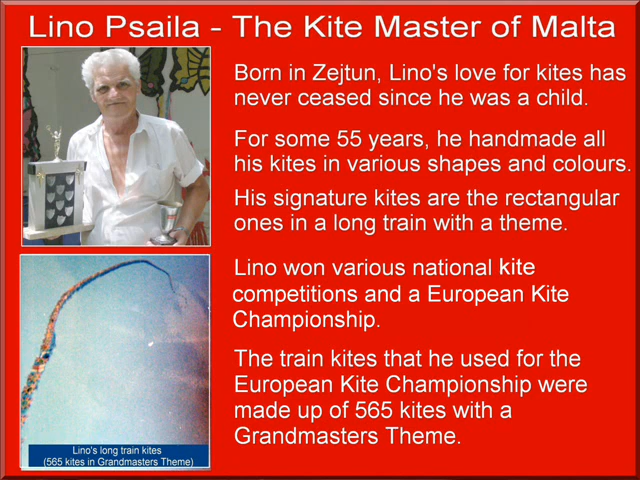 Lino Psaila - The Kite Master of Malta
Born in Zejtun, Lino's love for kites has
never ceased since he was a child.
For some 55 years, he handmade all
his kites in various shapes and colours.
His signature kites are the rectangular
ones in a long train with a theme.
Lino won various national kite
competitions and a European Kite
Championship.
The train kites that he used for the
European Kite Championship were
made up of 565 kites with a
Grandmasters Theme.
Lino's long train kites
(565 kites in Grandmasters Theme)